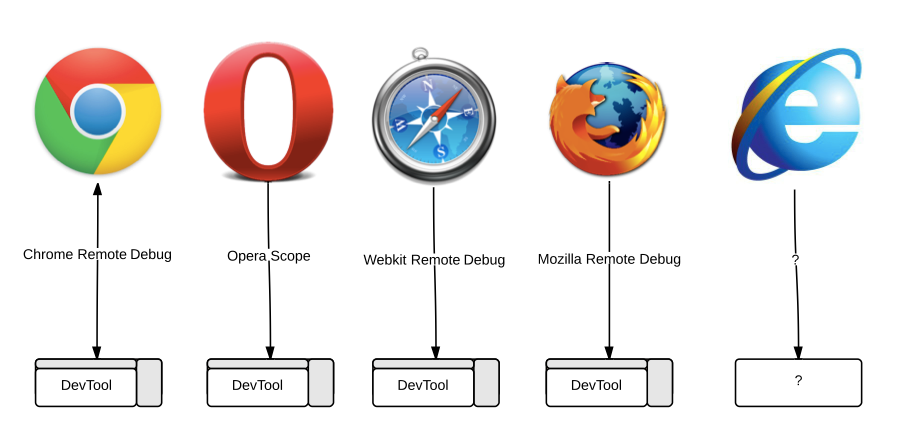 Chrome Remote Debug
Opera Scope
Webkit Remote Debug
Mozilla Remote Debug
?
DevTool
DevTool
DevTool
DevTool
?
N
E
S
W